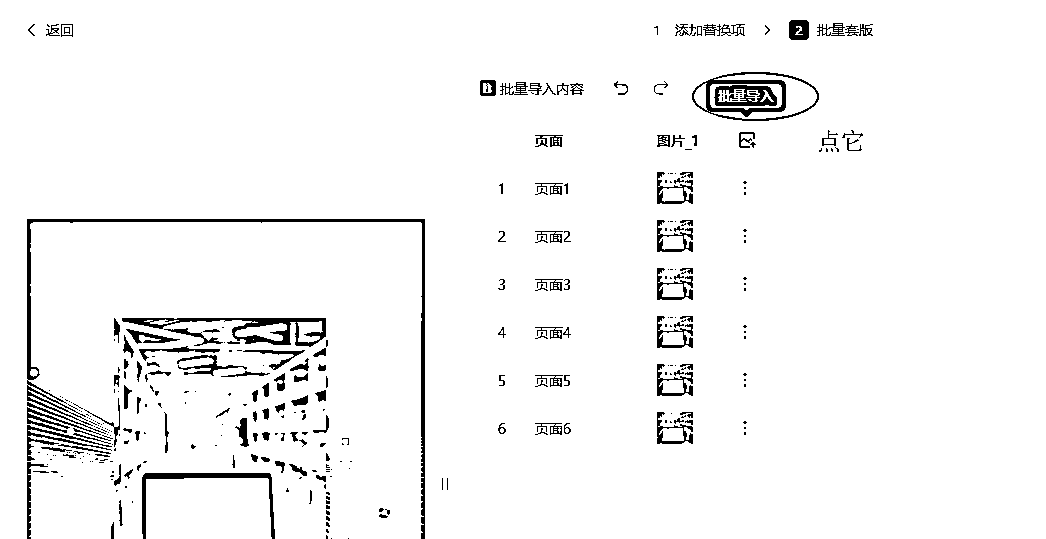 返回
1 添加替换项 > 2 批量套版
批量导入内容
批量导入
页面 图片_1
点它
1 页面1
2 页面2
3 页面3
4 页面4
5 页面5
6 页面6